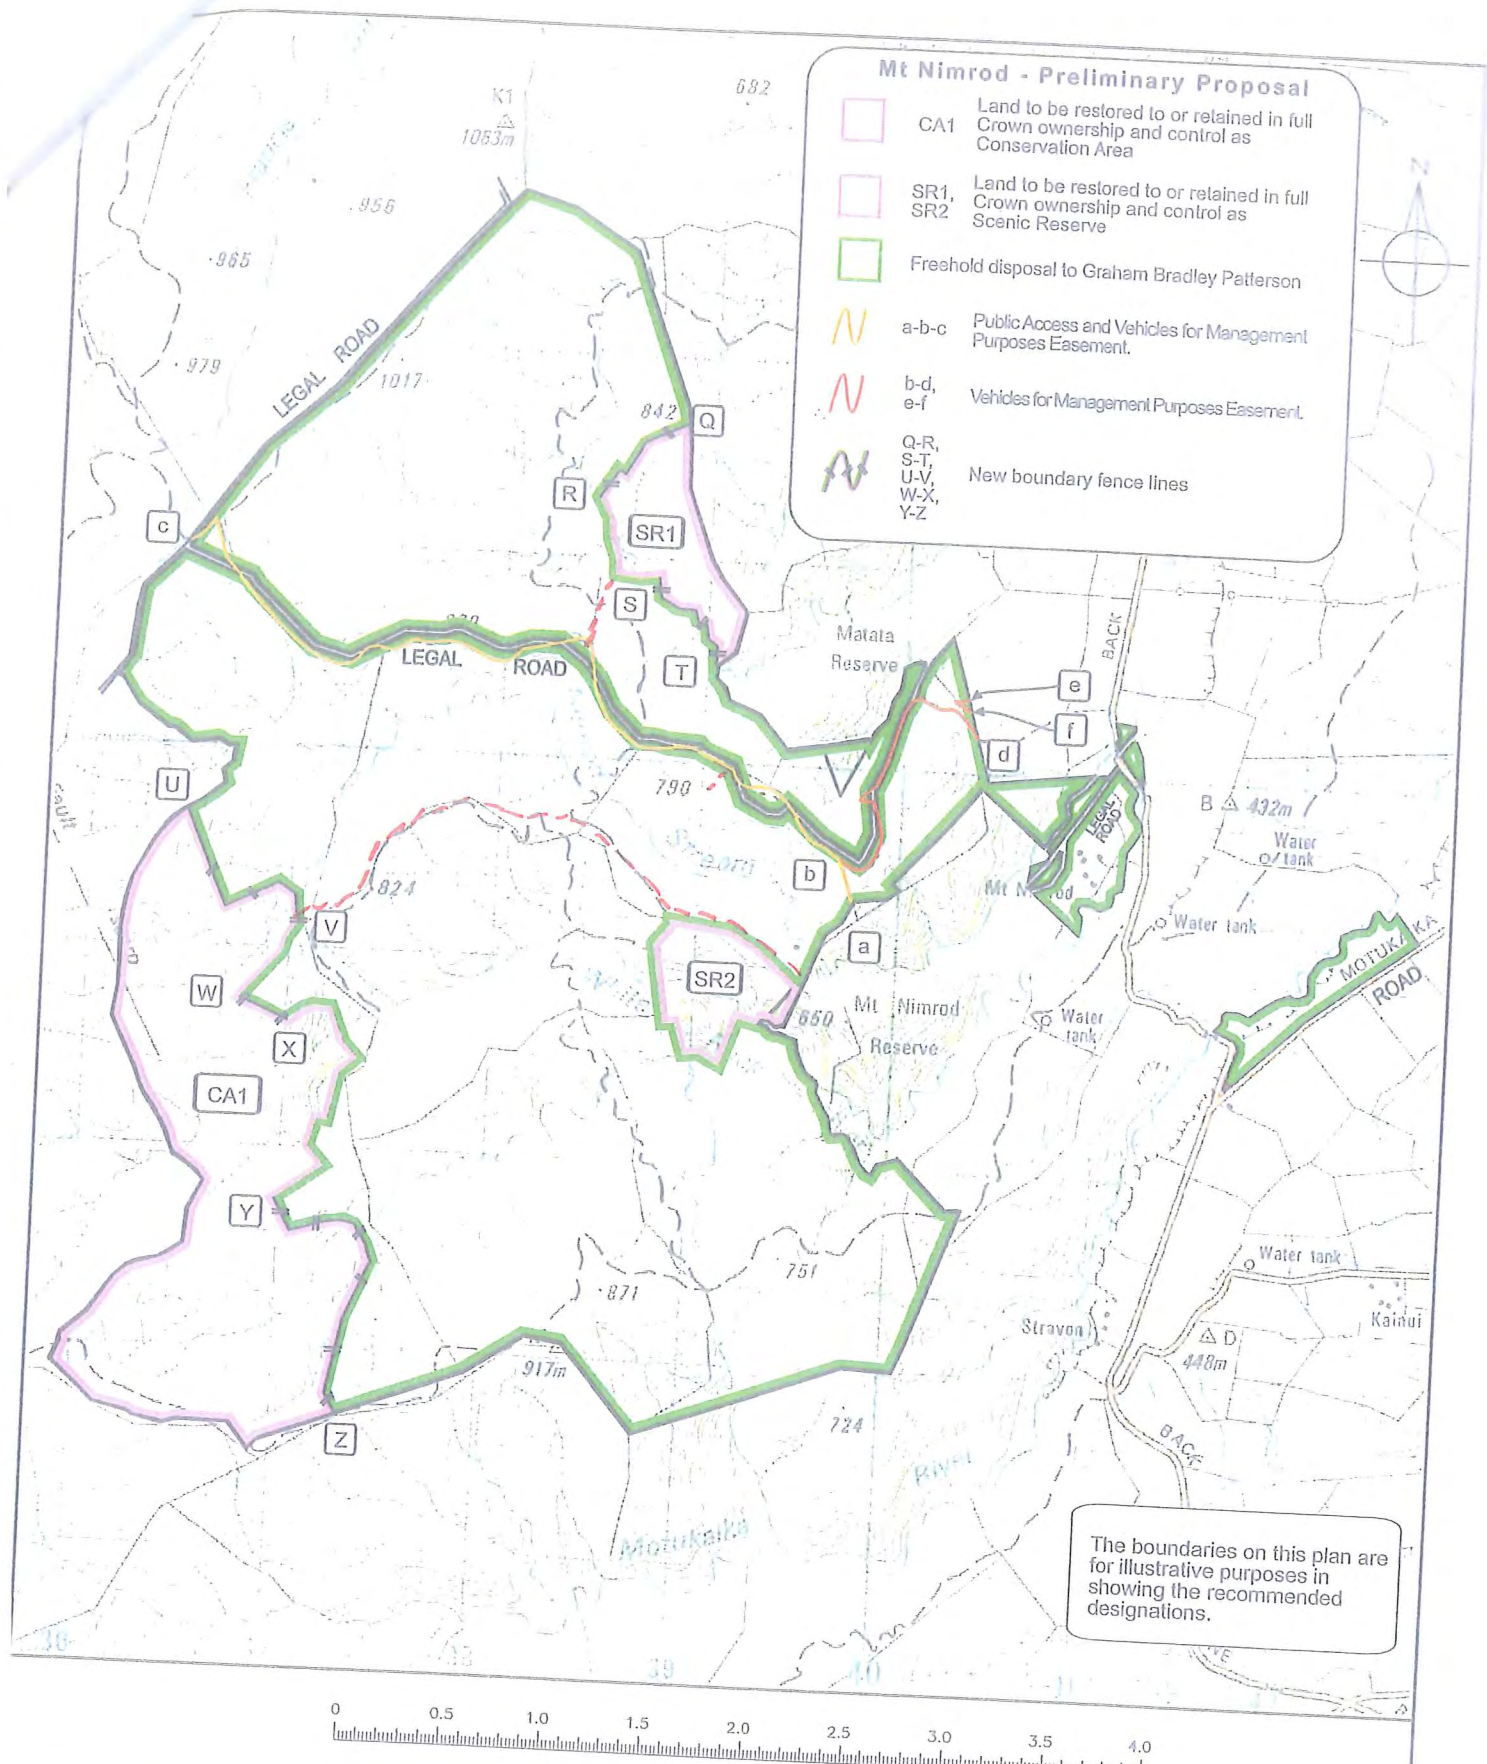 Mt Nimrod - Preliminary Proposal
CA1
Land to be restored to or retained in full
Crown ownership and control as
Conservation Area
SR1,
SR2
Land to be restored to or retained in full
Crown ownership and control as
Scenic Reserve
Freehold disposal to Graham Bradley Patterson
a-b-c
Public Access and Vehicles for Management
Purposes Easement.
b-d,
e-f
Vehicles for Management Purposes Easement.
Q-R,
S-T,
U-V,
W-X,
Y-Z
New boundary fence lines
N
K1
1063m
682
956
965
979
LEGAL ROAD
1017
842
Q
R
SR1
c
S
T
LEGAL ROAD
Matata
Reserve
BACK
e
f
d
U
790
B
432m
LEGAL
ROAD
Water
tank
b
824
Mt
V
a
Water tank
MOTUKAKA
ROAD
W
SR2
650
Mt Nimrod
Reserve
Water
tank
X
CA1
Y
751
871
Water tank
Kainui
Stravon
D
448m
917m
Z
724
BACK
River
Motukaika
The boundaries on this plan are
for illustrative purposes in
showing the recommended
designations.
39
40
0 0.5 1.0 1.5 2.0 2.5 3.0 3.5 4.0